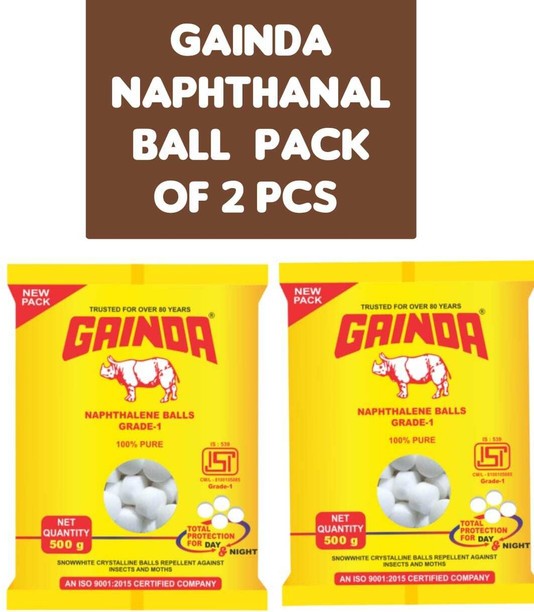 GAINDA
NAPHTHANAL
BALL PACK
OF 2 PCS
NEW
PACK
TRUSTED FOR OVER 80 YEARS
GAINDA®
NAPHTHALENE BALLS
GRADE-1
100% PURE
IS : 539
ISI
Grade-1
NET
QUANTITY
500 g
TOTAL
PROTECTION
FOR DAY
& NIGHT
SNOWWHITE CRYSTALLINE BALLS REPELLENT AGAINST
INSECTS AND MOTHS
AN ISO 9001:2015 CERTIFIED COMPANY
NEW
PACK
TRUSTED FOR OVER 80 YEARS
GAINDA®
NAPHTHALENE BALLS
GRADE-1
100% PURE
IS : 539
ISI
Grade-1
NET
QUANTITY
500 g
TOTAL
PROTECTION
FOR DAY
& NIGHT
SNOWWHITE CRYSTALLINE BALLS REPELLENT AGAINST
INSECTS AND MOTHS
AN ISO 9001:2015 CERTIFIED COMPANY